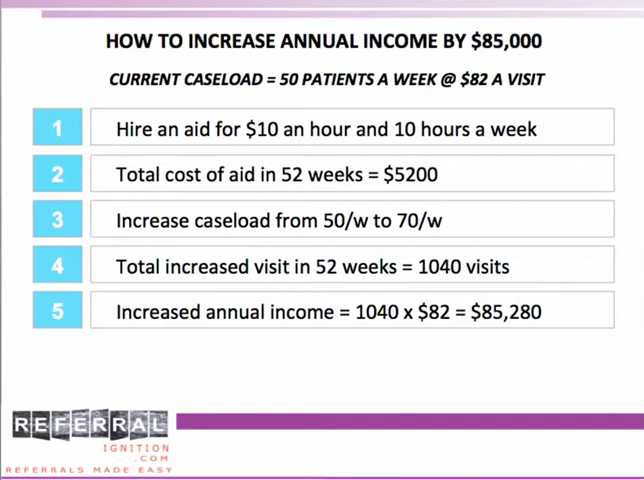 HOW TO INCREASE ANNUAL INCOME BY $85,000
CURRENT CASELOAD = 50 PATIENTS A WEEK @ $82 A VISIT
1 Hire an aid for $10 an hour and 10 hours a week
2 Total cost of aid in 52 weeks = $5200
3 Increase caseload from 50/w to 70/w
4 Total increased visit in 52 weeks = 1040 visits
5 Increased annual income = 1040 x $82 = $85,280
REFERRAL
IGNITION
.COM
REFERRALS MADE EASY